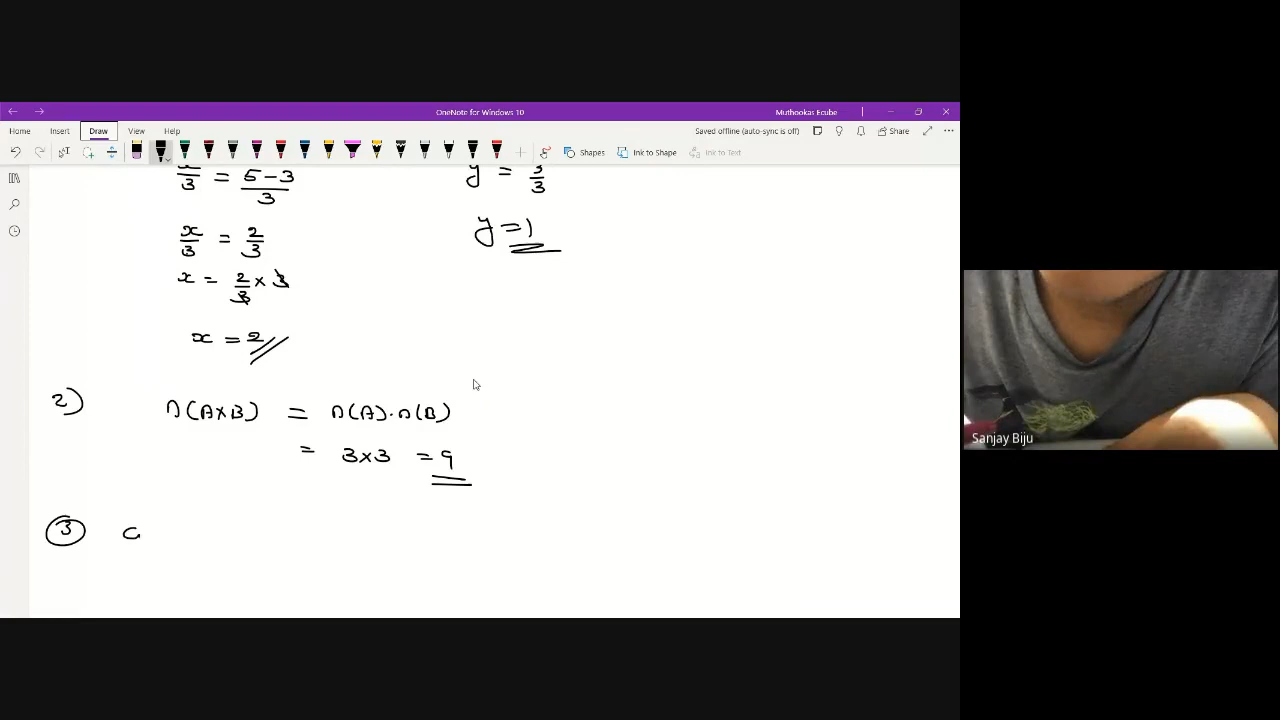 OneNote for Windows 10
Muthookas Ecube
Home Insert Draw View Help
Saved offline (auto-sync is off)
Share
Shapes
Ink to Shape
Ink to Text
x/3 = (5-3)/3
y = 3/3
x/3 = 2/3
y = 1
x = 2/3 × 3
x = 2
2) n(A×B) = n(A)·n(B)
= 3×3 = 9
3 G
Sanjay Biju